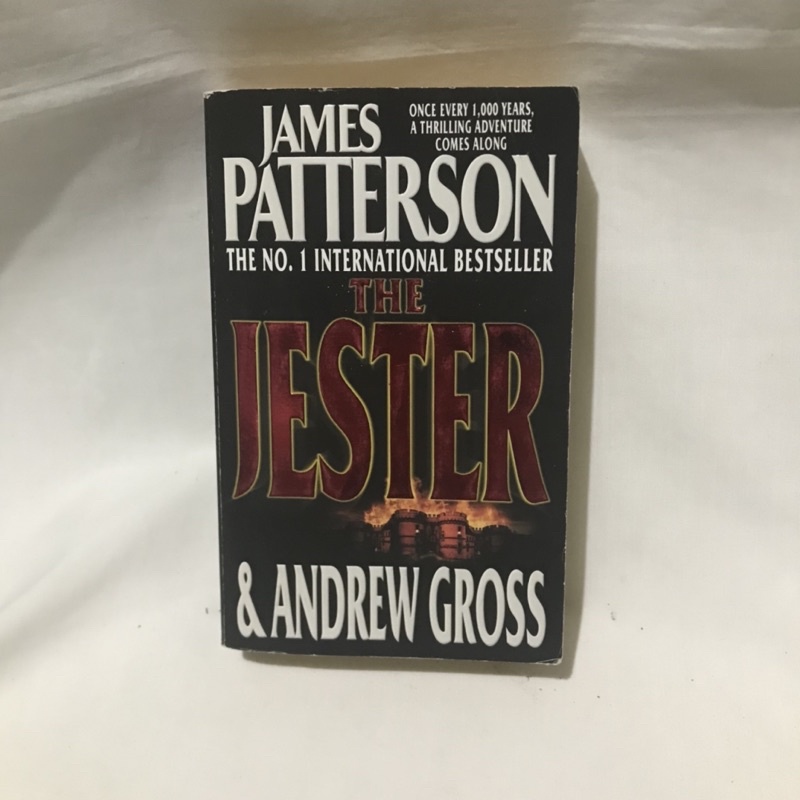 JAMES
PATTERSON
ONCE EVERY 1,000 YEARS,
A THRILLING ADVENTURE
COMES ALONG
THE NO. 1 INTERNATIONAL BESTSELLER
THE
JESTER
& ANDREW GROSS